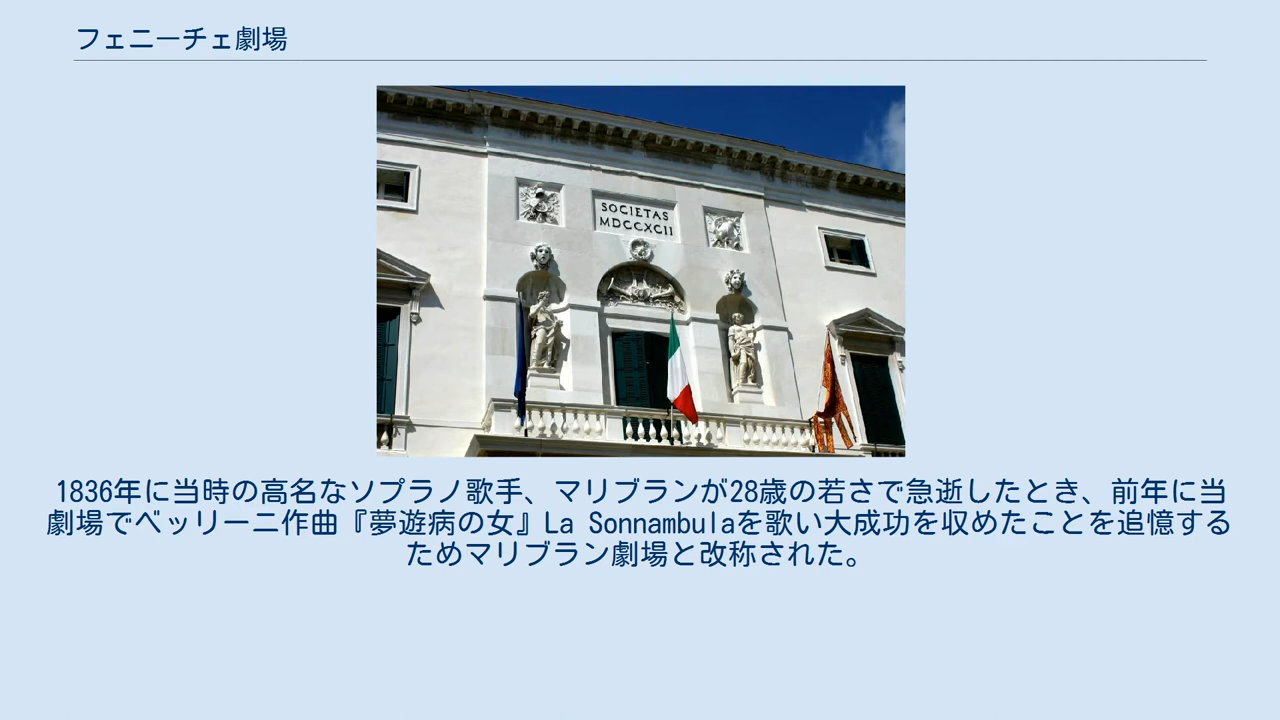 フェニーチェ劇場
SOCIETAS
MDCCXCII
1836年に当時の高名なソプラノ歌手、マリブランが28歳の若さで急逝したとき、前年に当
劇場でベッリーニ作曲『夢遊病の女』La Sonnambulaを歌い大成功を収めたことを追憶する
ためマリブラン劇場と改称された。